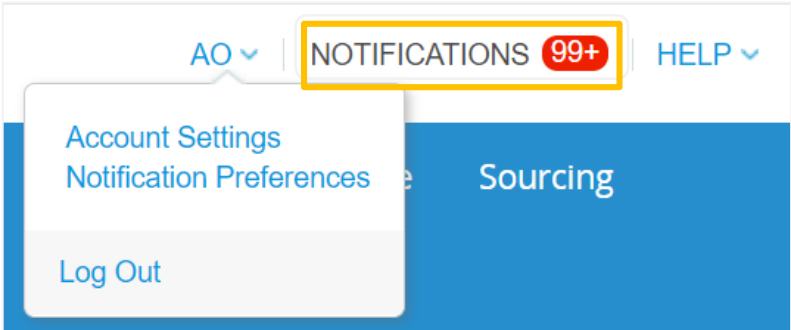 AO NOTIFICATIONS 99+ HELP
Account Settings
Notification Preferences
Sourcing
Log Out